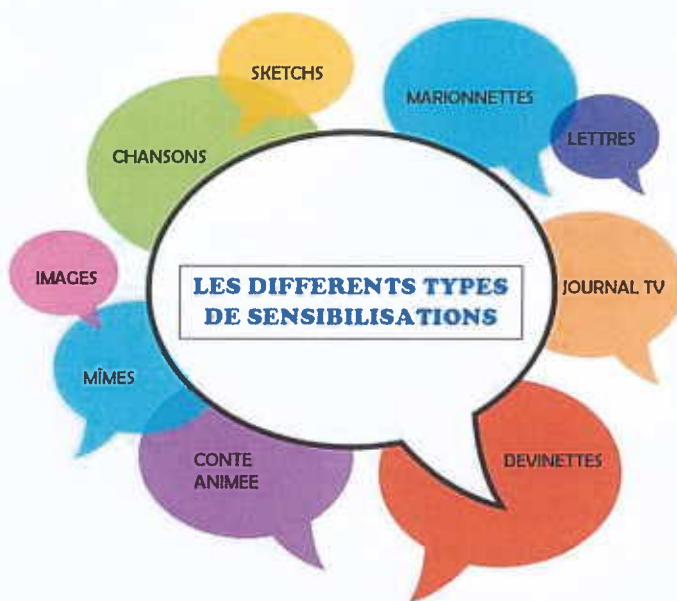 SKETCHS
MARIONNETTES
LETTRES
CHANSONS
IMAGES
LES DIFFERENTS TYPES
DE SENSIBILISATIONS
JOURNAL TV
MÎMES
CONTE
ANIMEE
DEVINETTES